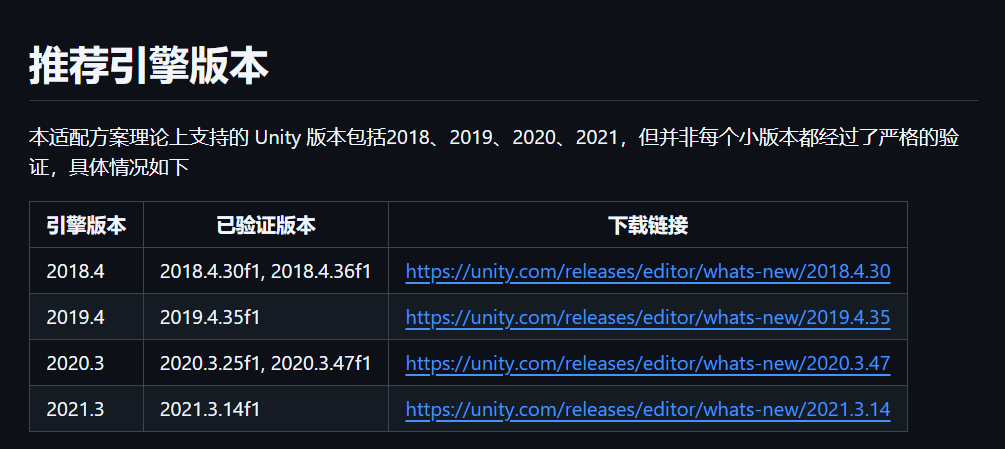 推荐引擎版本
本适配方案理论上支持的 Unity 版本包括2018、2019、2020、2021，但并非每个小版本都经过了严格的验
证，具体情况如下
引擎版本 已验证版本 下载链接
2018.4 2018.4.30f1, 2018.4.36f1 https://unity.com/releases/editor/whats-new/2018.4.30
2019.4 2019.4.35f1 https://unity.com/releases/editor/whats-new/2019.4.35
2020.3 2020.3.25f1, 2020.3.47f1 https://unity.com/releases/editor/whats-new/2020.3.47
2021.3 2021.3.14f1 https://unity.com/releases/editor/whats-new/2021.3.14